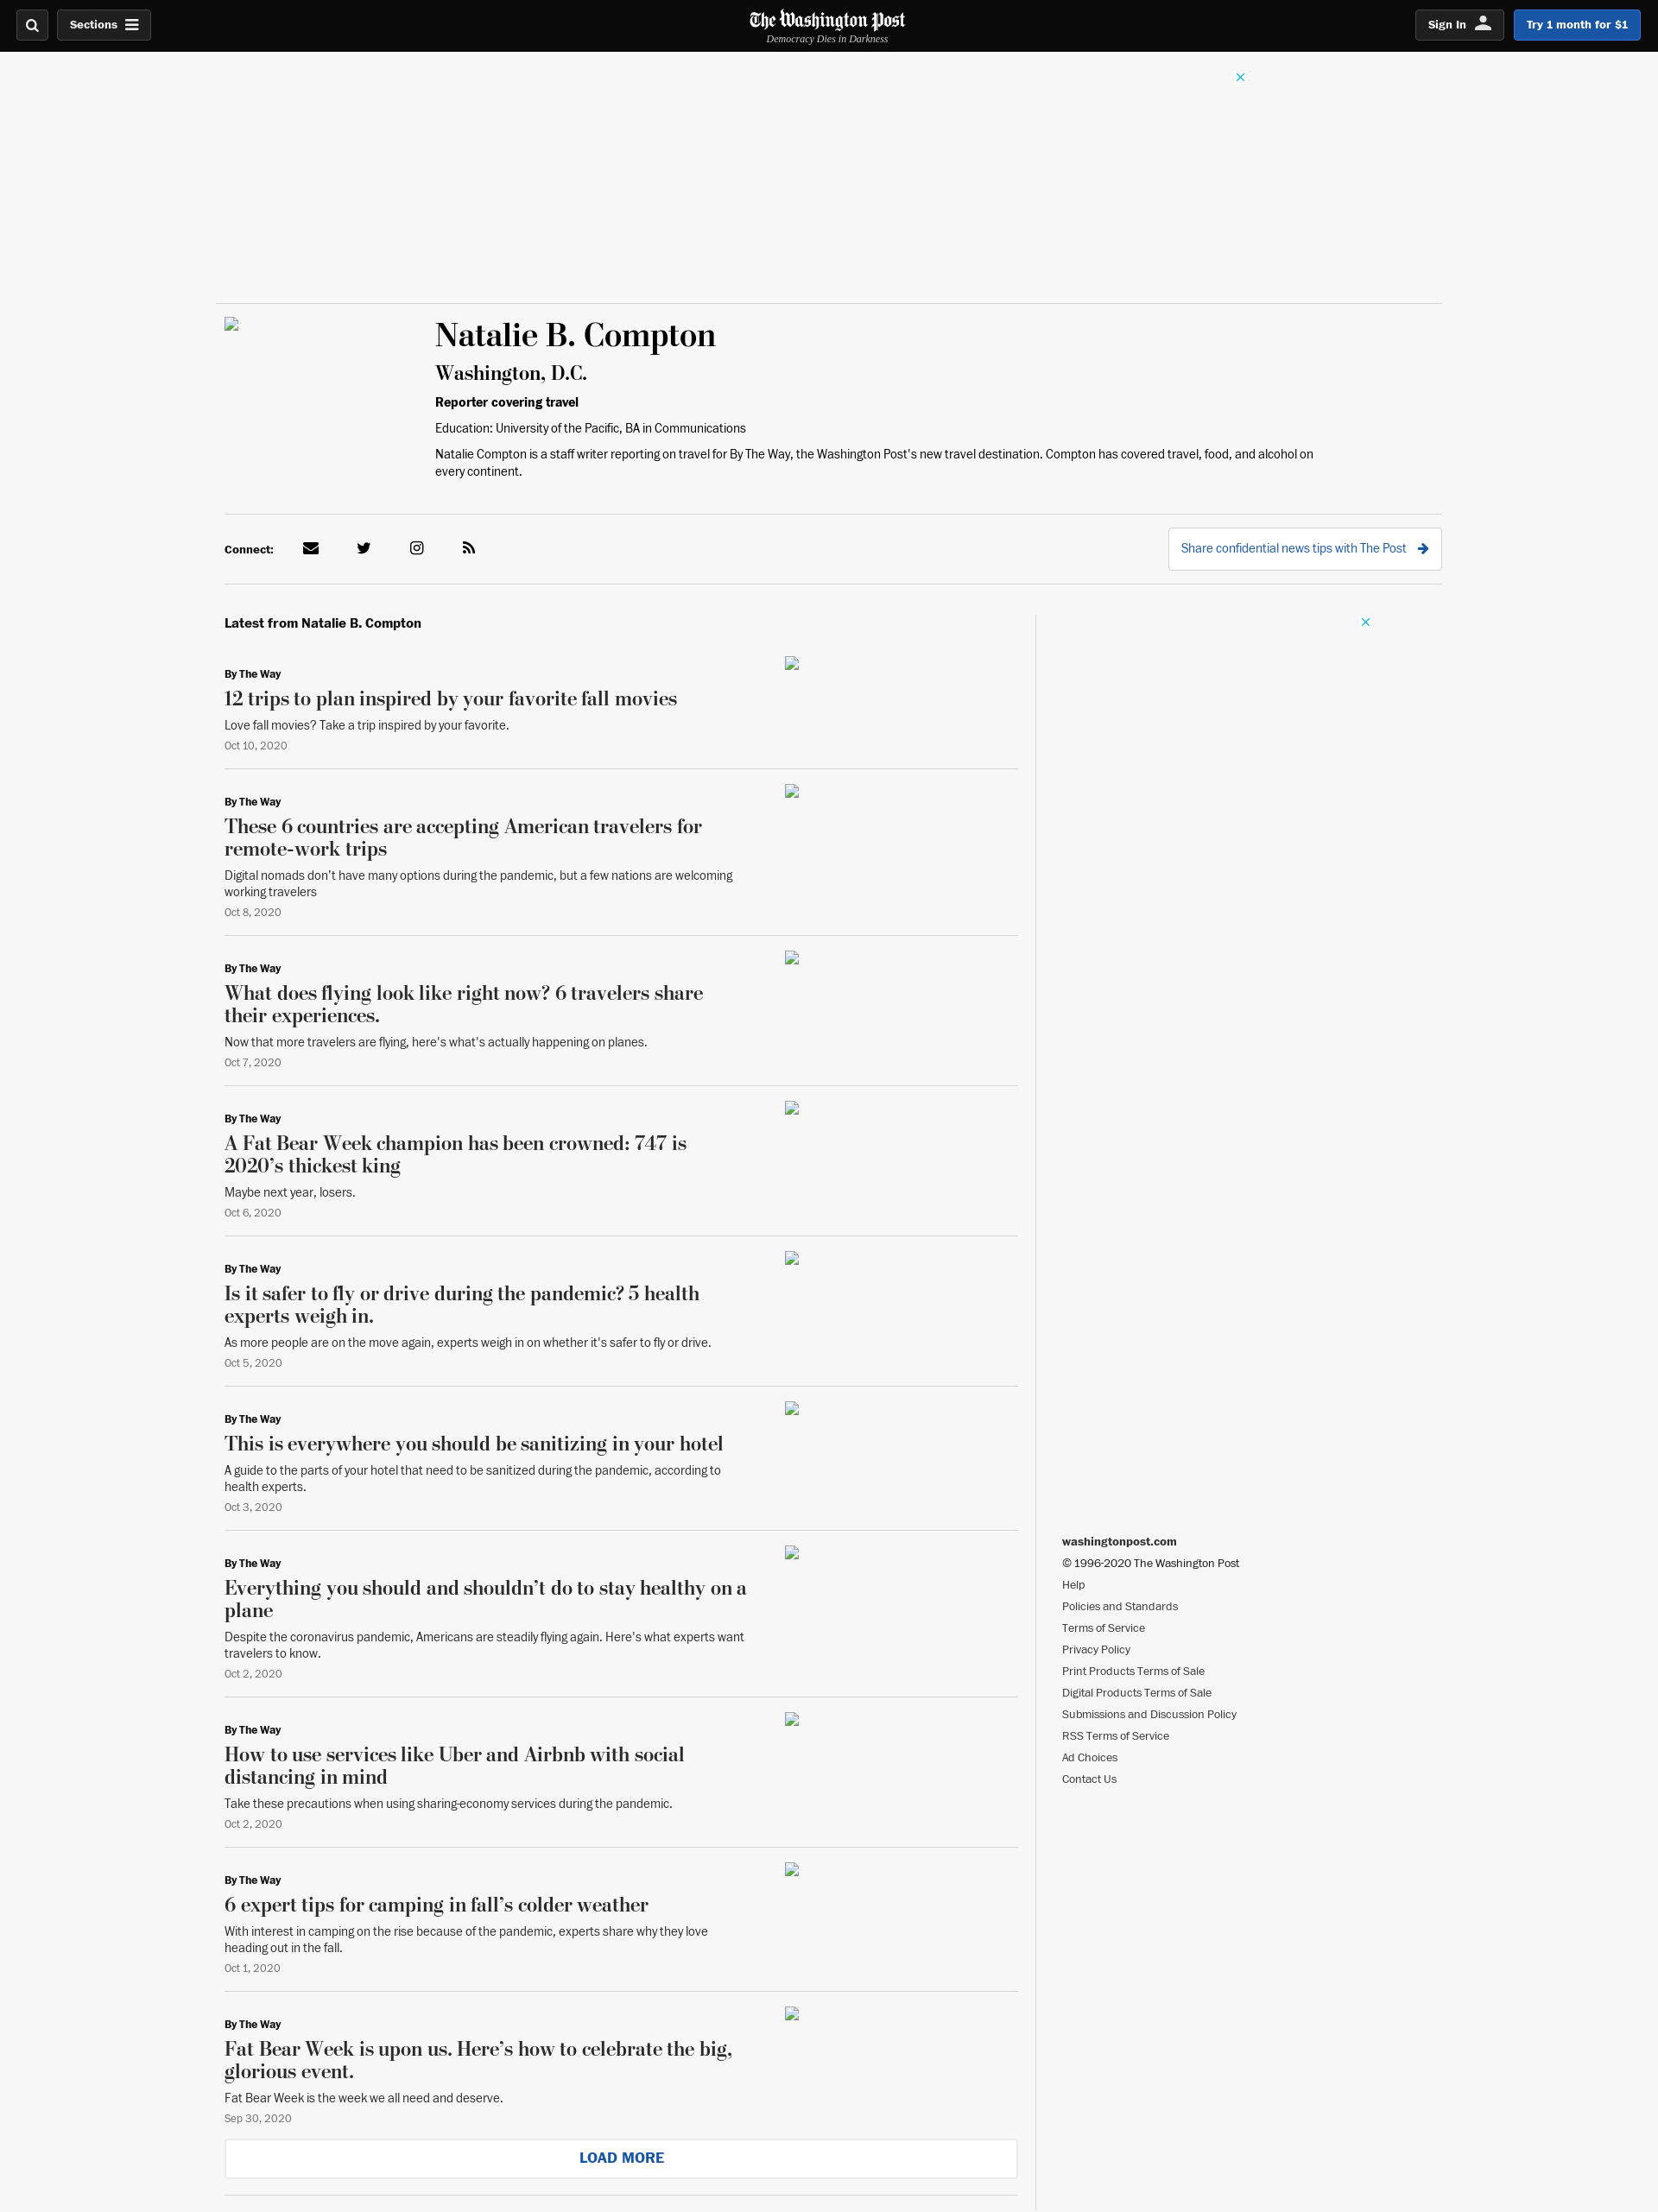 Sections
The Washington Post
Democracy Dies in Darkness
Sign In
Try 1 month for $1
Natalie B. Compton
Washington, D.C.
Reporter covering travel
Education: University of the Pacific, BA in Communications
Natalie Compton is a staff writer reporting on travel for By The Way, the Washington Post's new travel destination. Compton has covered travel, food, and alcohol on
every continent.
Connect:
Share confidential news tips with The Post
Latest from Natalie B. Compton
By The Way
12 trips to plan inspired by your favorite fall movies
Love fall movies? Take a trip inspired by your favorite.
Oct 10, 2020
By The Way
These 6 countries are accepting American travelers for
remote-work trips
Digital nomads don’t have many options during the pandemic, but a few nations are welcoming
working travelers
Oct 8, 2020
By The Way
What does flying look like right now? 6 travelers share
their experiences.
Now that more travelers are flying, here's what's actually happening on planes.
Oct 7, 2020
By The Way
A Fat Bear Week champion has been crowned: 747 is
2020’s thickest king
Maybe next year, losers.
Oct 6, 2020
By The Way
Is it safer to fly or drive during the pandemic? 5 health
experts weigh in.
As more people are on the move again, experts weigh in on whether it's safer to fly or drive.
Oct 5, 2020
By The Way
This is everywhere you should be sanitizing in your hotel
A guide to the parts of your hotel that need to be sanitized during the pandemic, according to
health experts.
Oct 3, 2020
By The Way
Everything you should and shouldn’t do to stay healthy on a
plane
Despite the coronavirus pandemic, Americans are steadily flying again. Here's what experts want
travelers to know.
Oct 2, 2020
By The Way
How to use services like Uber and Airbnb with social
distancing in mind
Take these precautions when using sharing-economy services during the pandemic.
Oct 2, 2020
By The Way
6 expert tips for camping in fall’s colder weather
With interest in camping on the rise because of the pandemic, experts share why they love
heading out in the fall.
Oct 1, 2020
By The Way
Fat Bear Week is upon us. Here’s how to celebrate the big,
glorious event.
Fat Bear Week is the week we all need and deserve.
Sep 30, 2020
LOAD MORE
washingtonpost.com
© 1996-2020 The Washington Post
Help
Policies and Standards
Terms of Service
Privacy Policy
Print Products Terms of Sale
Digital Products Terms of Sale
Submissions and Discussion Policy
RSS Terms of Service
Ad Choices
Contact Us